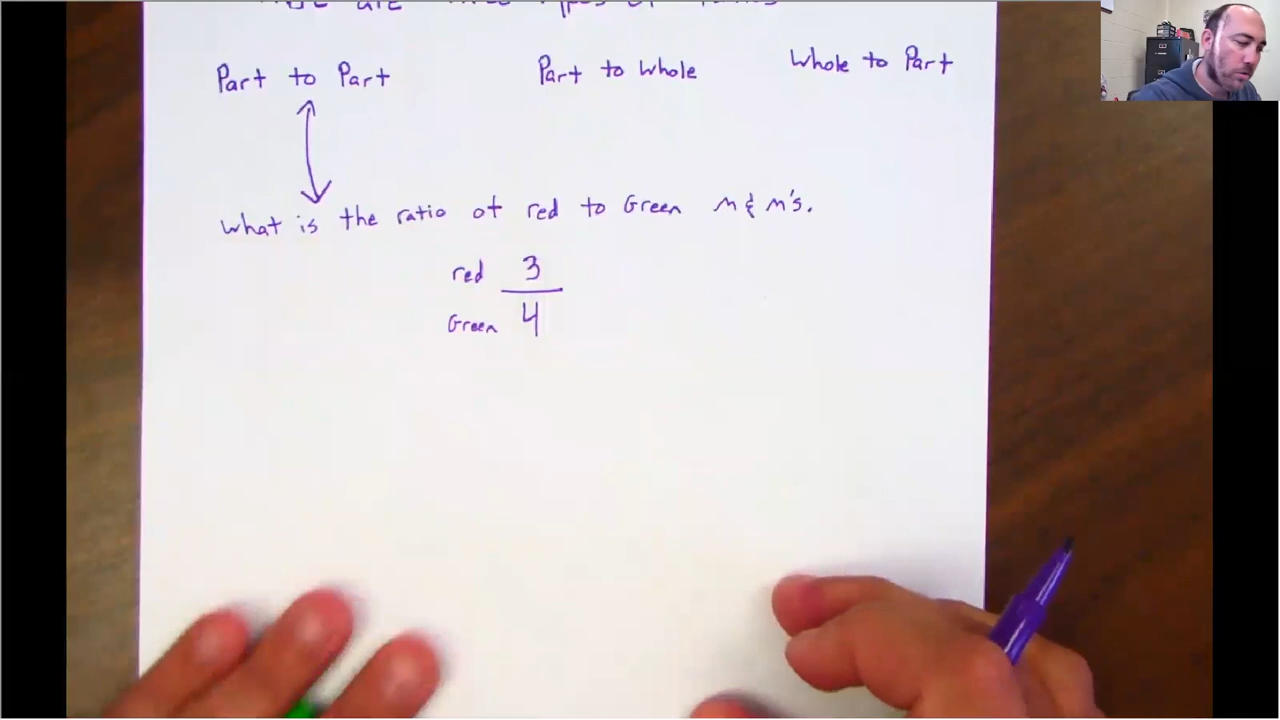 Part to Part Part to Whole Whole to Part
What is the ratio of red to Green M & M's.
red 3
Green 4